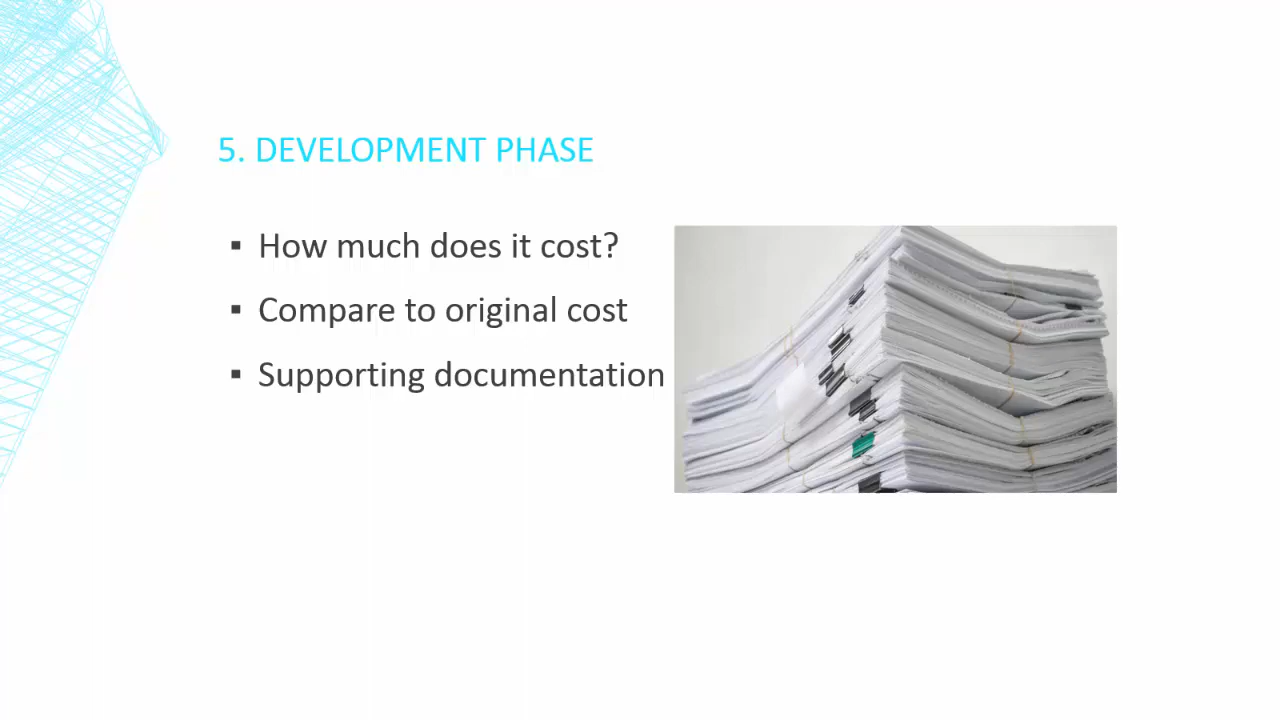 5. DEVELOPMENT PHASE
▪ How much does it cost?
▪ Compare to original cost
▪ Supporting documentation